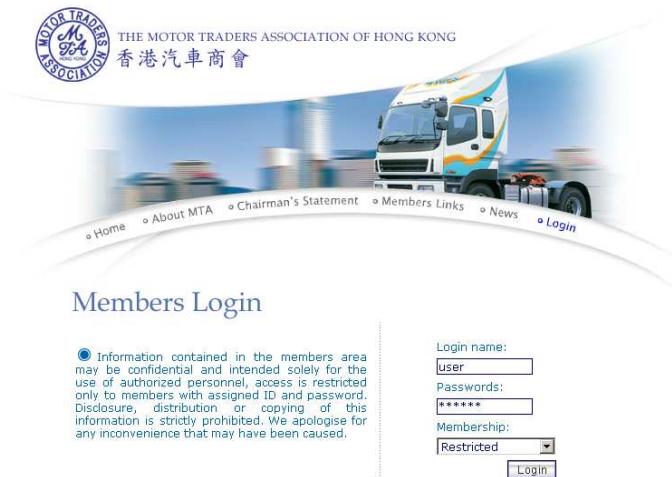 MOTOR TRADERS
MTA
HONG KONG
ASSOCIATION
THE MOTOR TRADERS ASSOCIATION OF HONG KONG
香港汽車商會
Home About MTA Chairman's Statement Members Links News Login
Members Login
Information contained in the members area
may be confidential and intended solely for the
use of authorized personnel, access is restricted
only to members with assigned ID and password.
Disclosure, distribution or copying of this
information is strictly prohibited. We apologise for
any inconvenience that may have been caused.
Login name:
user
Passwords:
******
Membership:
Restricted
Login